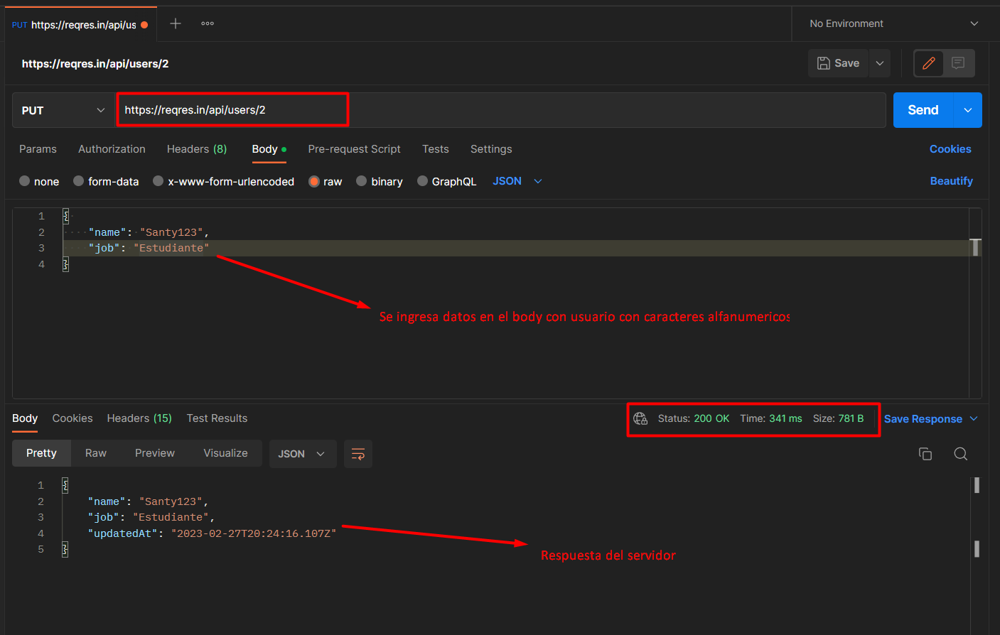 PUT https://reqres.in/api/us
No Environment
https://reqres.in/api/users/2
Save
PUT
https://reqres.in/api/users/2
Send
Params Authorization Headers (8) Body Pre-request Script Tests Settings Cookies
none form-data x-www-form-urlencoded raw binary GraphQL JSON Beautify
1 {
2 "name": "Santy123",
3 "job": "Estudiante"
4 }
Se ingresa datos en el body con usuario con caracteres alfanumericos
Body Cookies Headers (15) Test Results Status: 200 OK Time: 341 ms Size: 781 B Save Response
Pretty Raw Preview Visualize JSON
1 {
2 "name": "Santy123",
3 "job": "Estudiante",
4 "updatedAt": "2023-02-27T20:24:16.107Z"
5 }
Respuesta del servidor